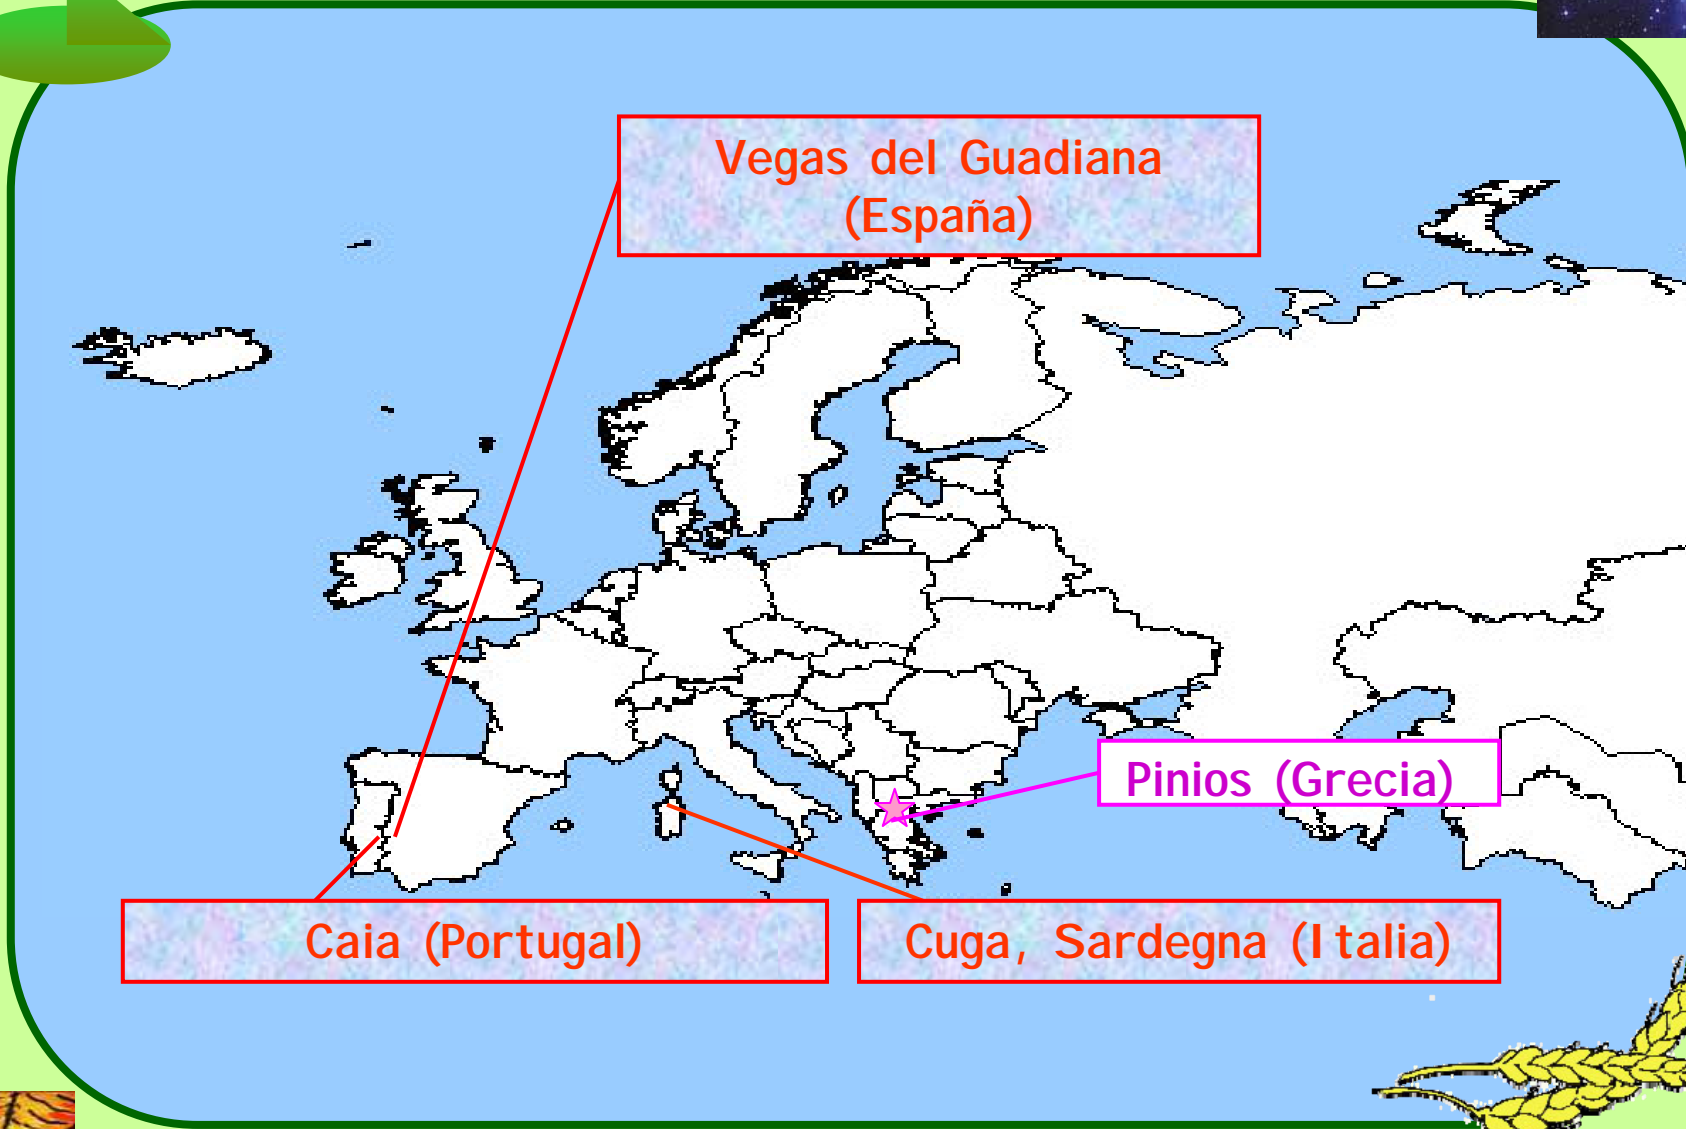 Vegas del Guadiana
(España)
Pinios (Grecia)
Caia (Portugal)
Cuga, Sardegna (Italia)